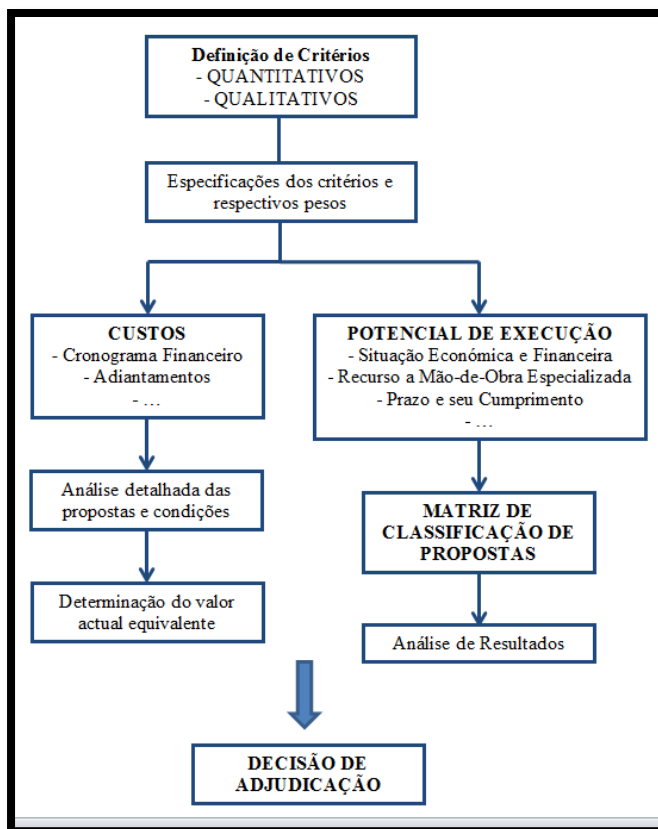 Definição de Critérios
- QUANTITATIVOS
- QUALITATIVOS
Especificações dos critérios e
respectivos pesos
CUSTOS
- Cronograma Financeiro
- Adiantamentos
- ...
POTENCIAL DE EXECUÇÃO
- Situação Económica e Financeira
- Recurso a Mão-de-Obra Especializada
- Prazo e seu Cumprimento
- ...
Análise detalhada das
propostas e condições
MATRIZ DE
CLASSIFICAÇÃO DE
PROPOSTAS
Determinação do valor
actual equivalente
Análise de Resultados
DECISÃO DE
ADJUDICAÇÃO